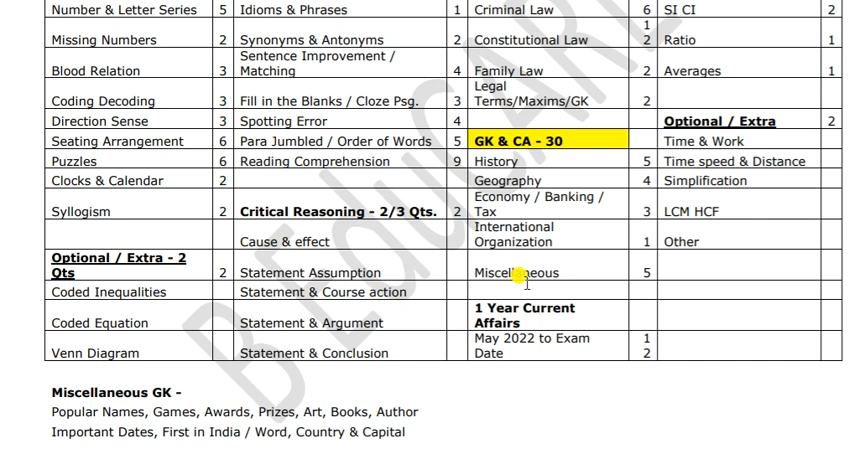 Number & Letter Series 5 Idioms & Phrases 1 Criminal Law 6 SI CI 2
Missing Numbers 2 Synonyms & Antonyms 2 Constitutional Law 1 2 Ratio 1
Blood Relation 3 Sentence Improvement / Matching 4 Family Law 2 Averages 1
Coding Decoding 3 Fill in the Blanks / Cloze Psg. 3 Legal Terms/Maxims/GK 2
Direction Sense 3 Spotting Error 4 Optional / Extra 2
Seating Arrangement 6 Para Jumbled / Order of Words 5 GK & CA - 30 Time & Work
Puzzles 6 Reading Comprehension 9 History 5 Time speed & Distance
Clocks & Calendar 2 Geography 4 Simplification
Syllogism 2 Critical Reasoning - 2/3 Qts. 2 Economy / Banking / Tax 3 LCM HCF
Cause & effect International Organization 1 Other
Optional / Extra - 2 Qts 2 Statement Assumption Miscellaneous 5
Coded Inequalities Statement & Course action
Coded Equation Statement & Argument 1 Year Current Affairs
Venn Diagram Statement & Conclusion May 2022 to Exam Date 1 2
Miscellaneous GK -
Popular Names, Games, Awards, Prizes, Art, Books, Author
Important Dates, First in India / Word, Country & Capital
B EduCARE